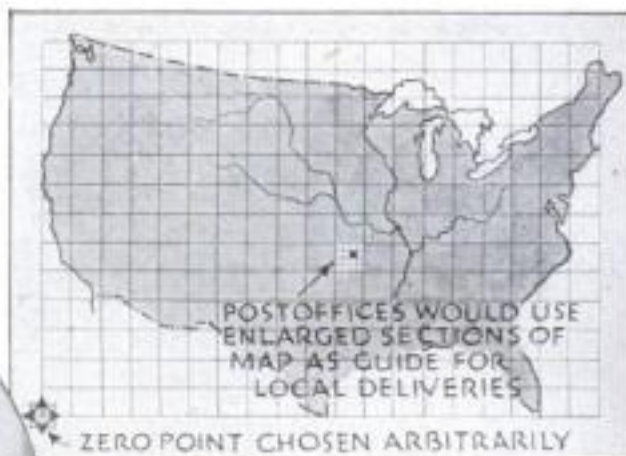 POSTOFFICES WOULD USE
ENLARGED SECTIONS OF
MAP AS GUIDE FOR
LOCAL DELIVERIES
ZERO POINT CHOSEN ARBITRARILY